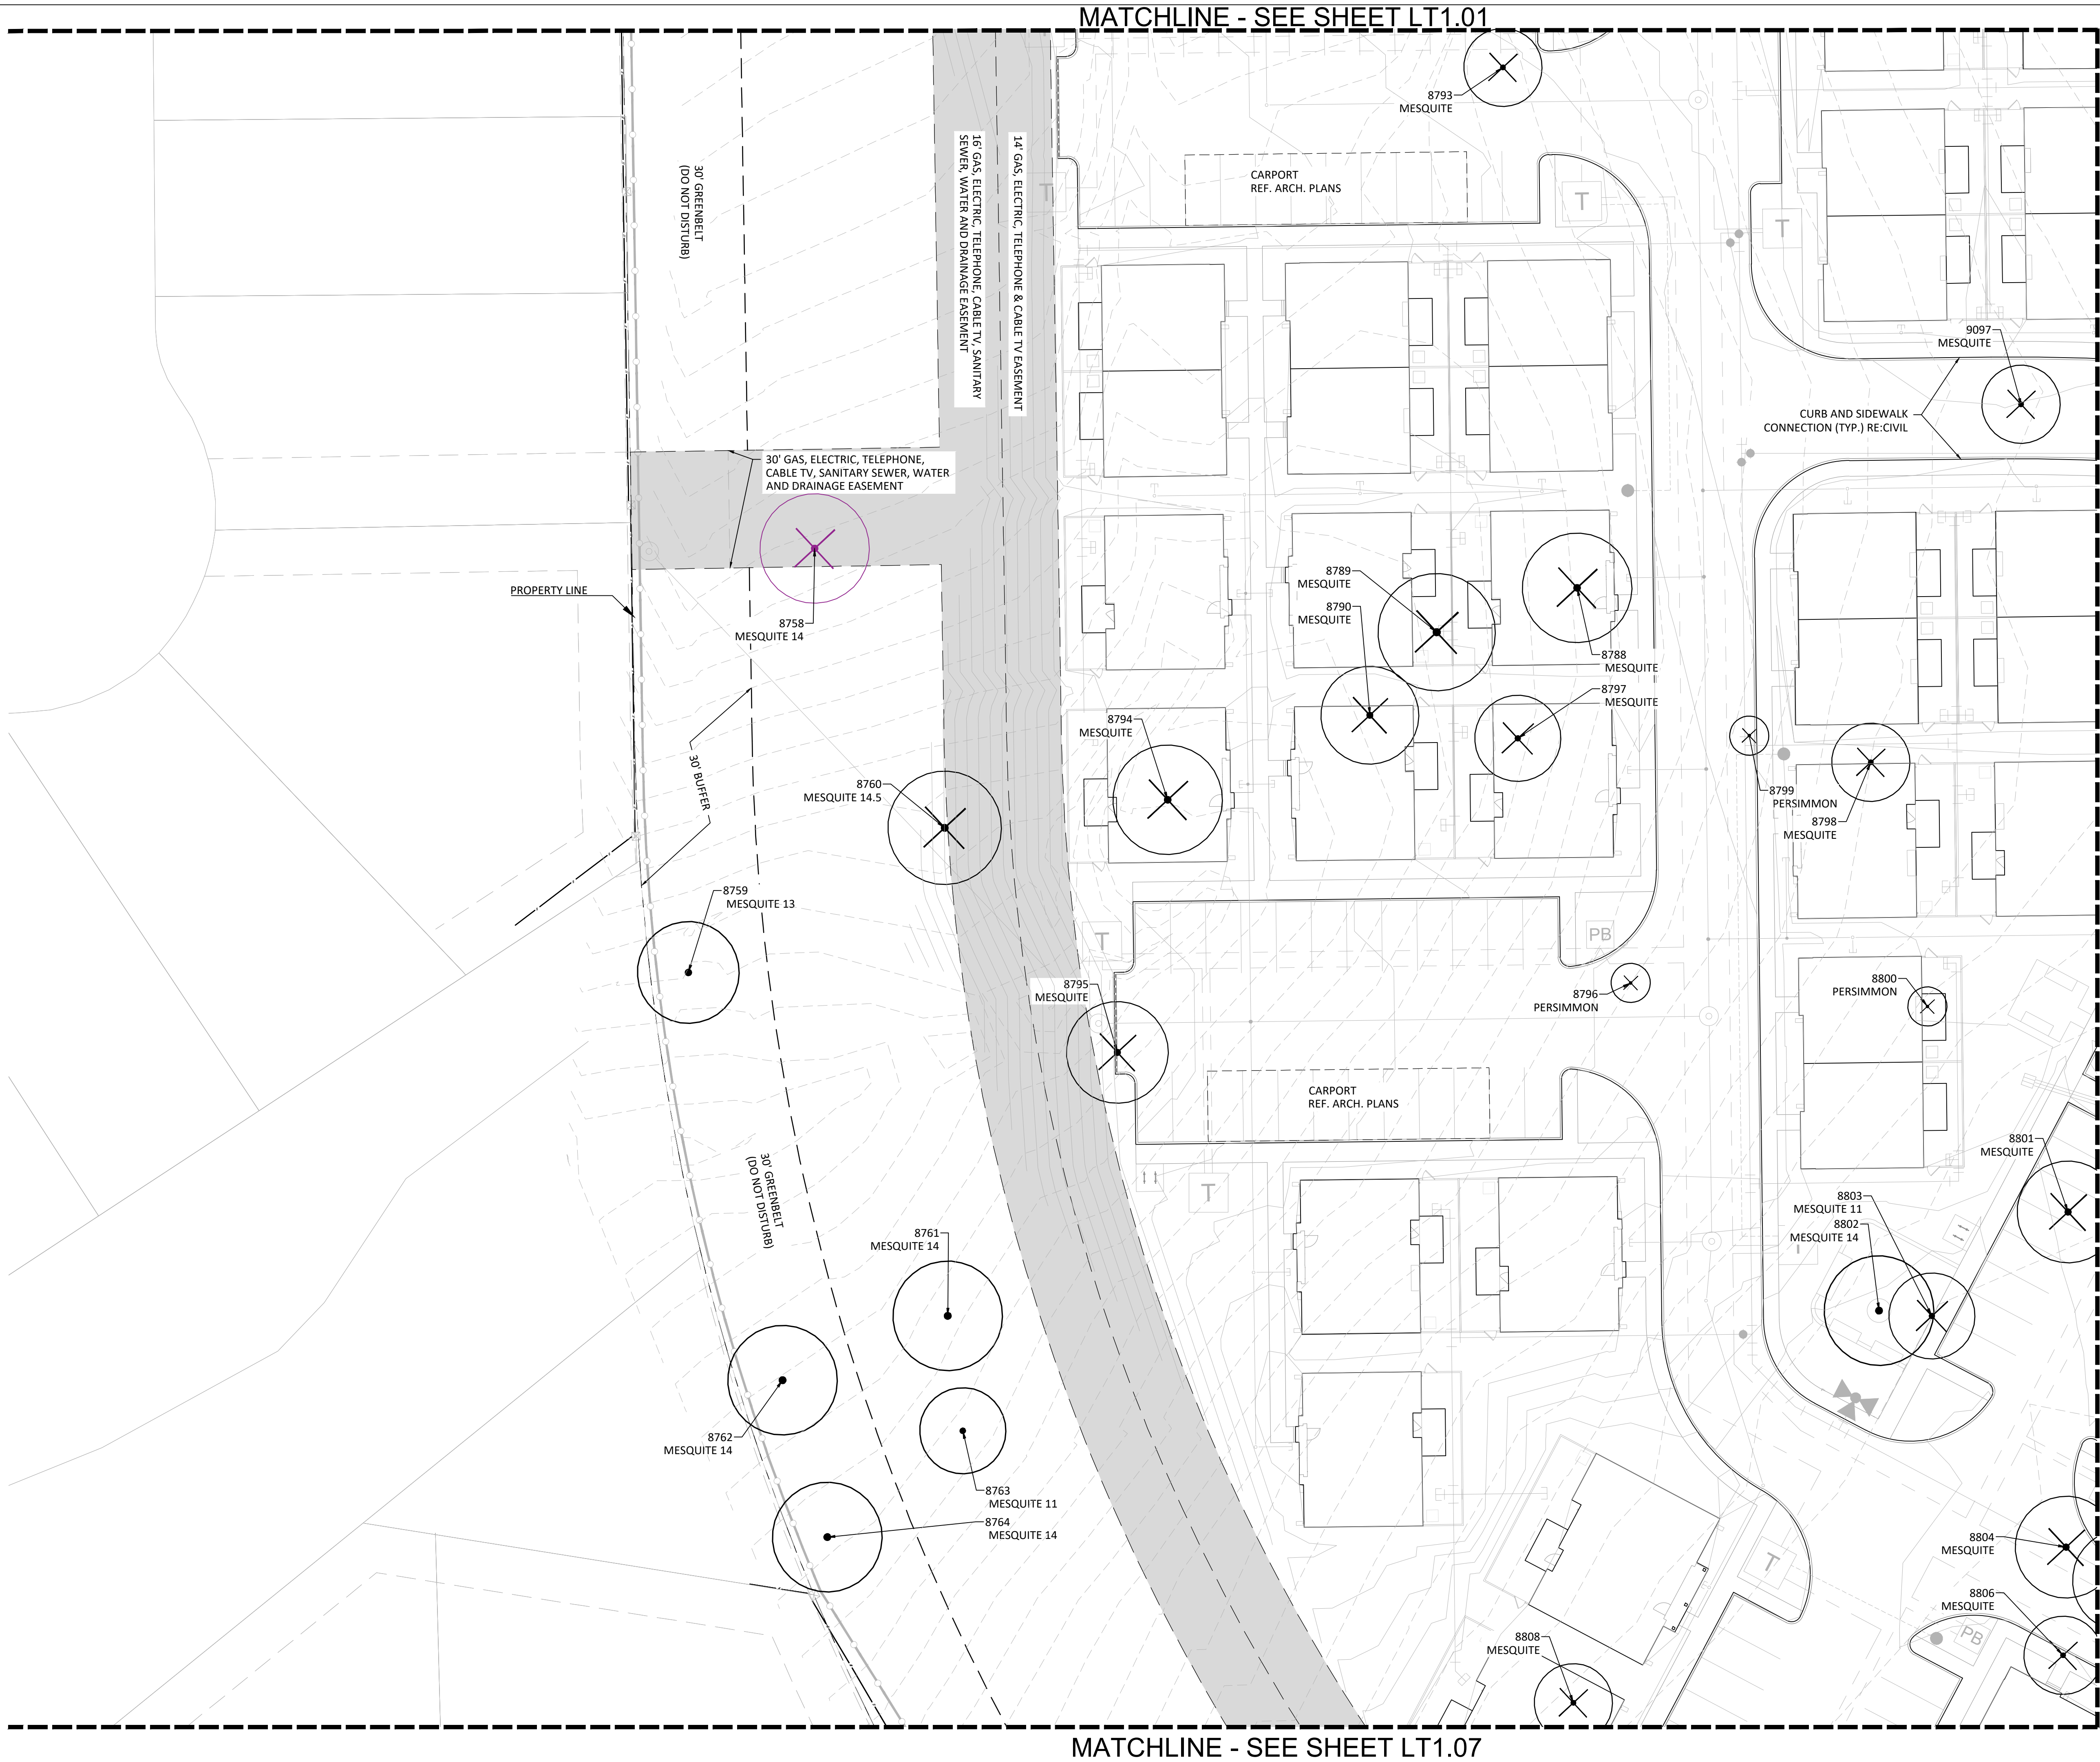 MATCHLINE - SEE SHEET LT1.01
8793
MESQUITE
30' GREENBELT
(DO NOT DISTURB)
16' GAS, ELECTRIC, TELEPHONE, CABLE TV, SANITARY
SEWER, WATER AND DRAINAGE EASEMENT
14' GAS, ELECTRIC, TELEPHONE & CABLE TV EASEMENT
T
CARPORT
REF. ARCH. PLANS
T
T
9097
MESQUITE
CURB AND SIDEWALK
CONNECTION (TYP.) RE:CIVIL
30' GAS, ELECTRIC, TELEPHONE,
CABLE TV, SANITARY SEWER, WATER
AND DRAINAGE EASEMENT
PROPERTY LINE
8758
MESQUITE 14
8789
MESQUITE
8790
MESQUITE
8788
MESQUITE
8797
MESQUITE
8794
MESQUITE
30' BUFFER
8760
MESQUITE 14.5
8799
PERSIMMON
8798
MESQUITE
8759
MESQUITE 13
T
PB
8795
MESQUITE
8796
PERSIMMON
8800
PERSIMMON
CARPORT
REF. ARCH. PLANS
30' GREENBELT
(DO NOT DISTURB)
T
8801
MESQUITE
8803
MESQUITE 11
8802
MESQUITE 14
8761
MESQUITE 14
8762
MESQUITE 14
8763
MESQUITE 11
8764
MESQUITE 14
T
8804
MESQUITE
8806
MESQUITE
PB
8808
MESQUITE
MATCHLINE - SEE SHEET LT1.07